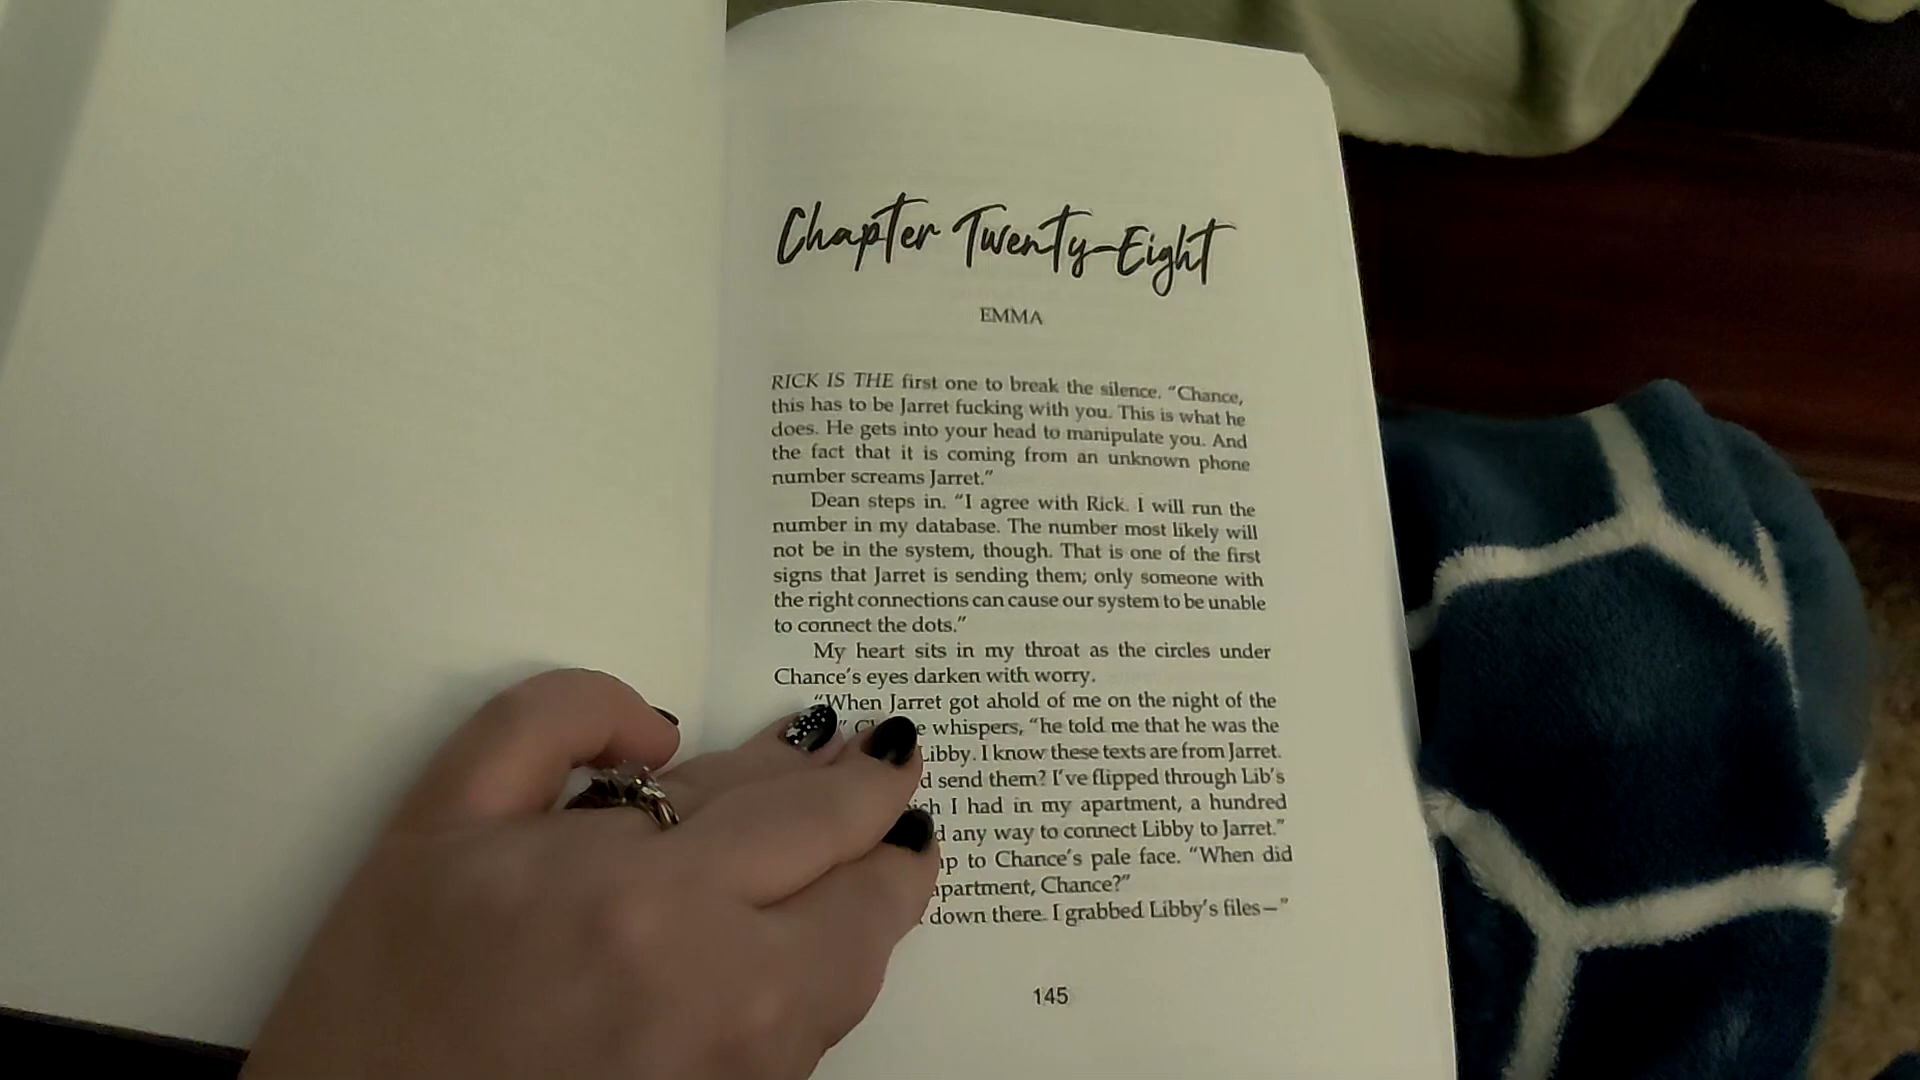 Chapter Twenty-Eight
EMMA
RICK IS THE first one to break the silence. “Chance,
this has to be Jarret fucking with you. This is what he
does. He gets into your head to manipulate you. And
the fact that it is coming from an unknown phone
number screams Jarret.”
Dean steps in. “I agree with Rick. I will run the
number in my database. The number most likely will
not be in the system, though. That is one of the first
signs that Jarret is sending them; only someone with
the right connections can cause our system to be unable
to connect the dots.”
My heart sits in my throat as the circles under
Chance’s eyes darken with worry.
“When Jarret got ahold of me on the night of the
whispers, “he told me that he was the
Libby. I know these texts are from Jarret.
send them? I’ve flipped through Lib’s
I had in my apartment, a hundred
any way to connect Libby to Jarret.”
to Chance’s pale face. “When did
apartment, Chance?”
down there. I grabbed Libby’s files—”
145